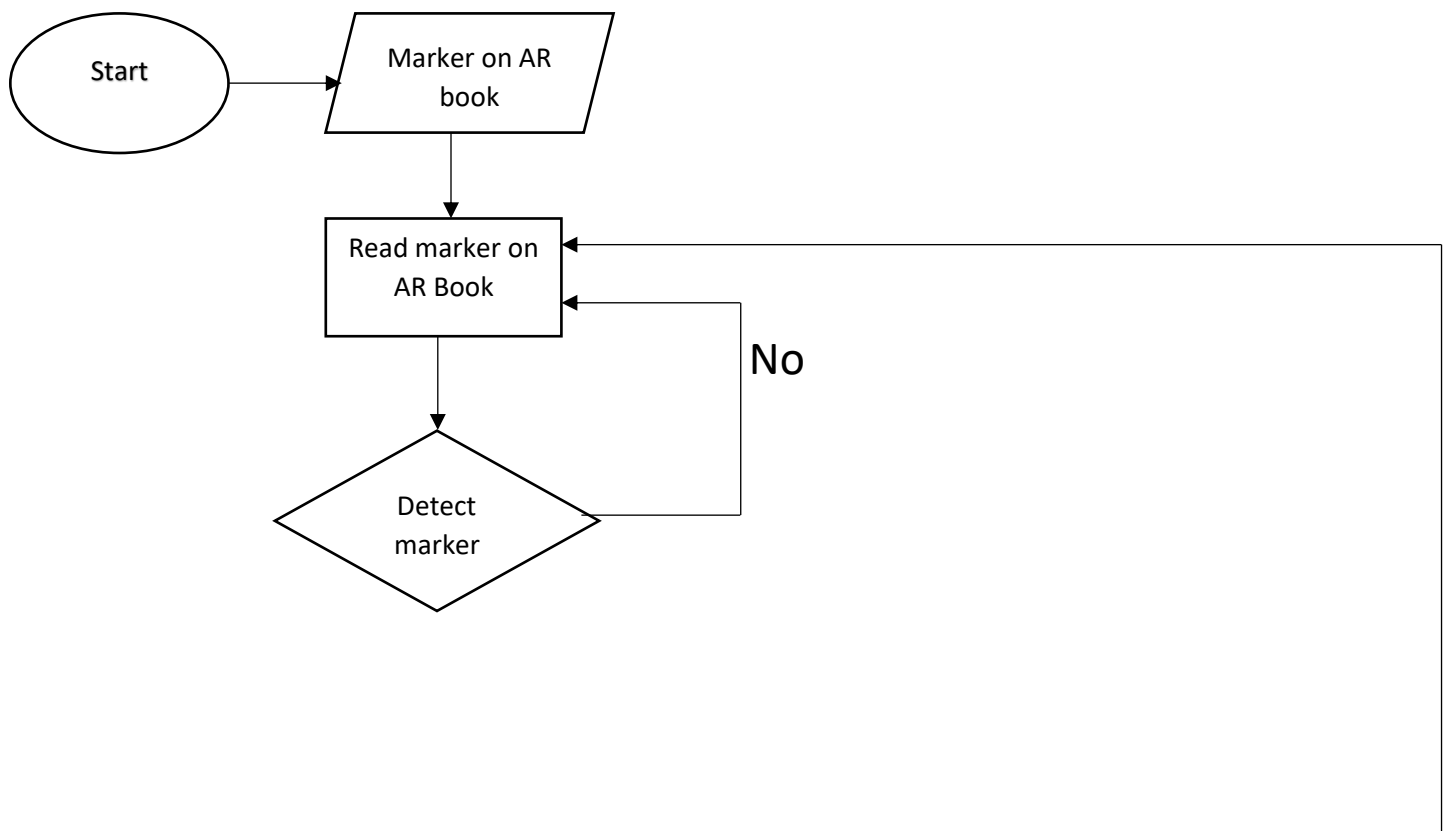 Start
Marker on AR
book
Read marker on
AR Book
No
Detect
marker